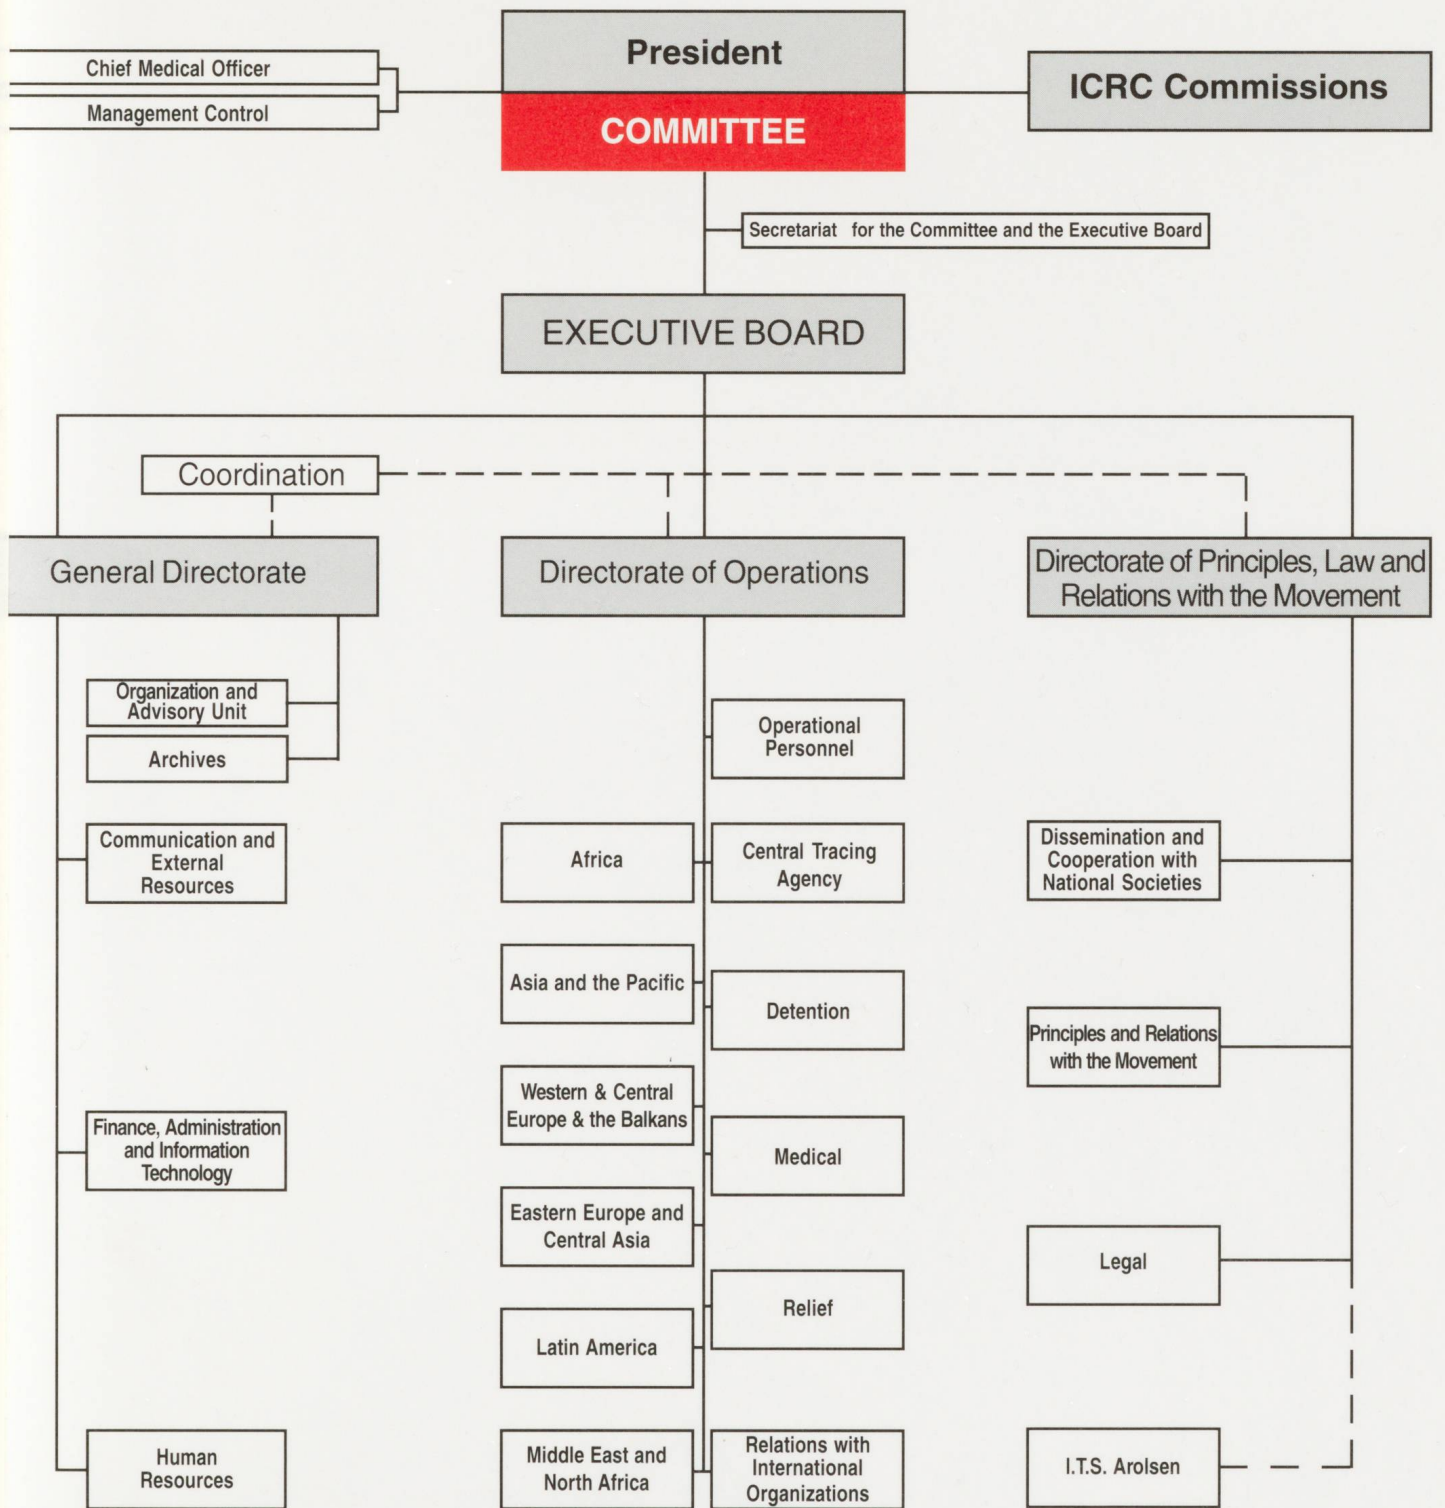 President
Chief Medical Officer
ICRC Commissions
Management Control
COMMITTEE
Secretariat for the Committee and the Executive Board
EXECUTIVE BOARD
Coordination
General Directorate
Directorate of Operations
Directorate of Principles, Law and
Relations with the Movement
Organization and
Advisory Unit
Archives
Communication and
External
Resources
Finance, Administration
and Information
Technology
Human
Resources
Operational
Personnel
Africa
Central Tracing
Agency
Asia and the Pacific
Detention
Western & Central
Europe & the Balkans
Medical
Eastern Europe and
Central Asia
Relief
Latin America
Middle East and
North Africa
Relations with
International
Organizations
Dissemination and
Cooperation with
National Societies
Principles and Relations
with the Movement
Legal
I.T.S. Arolsen